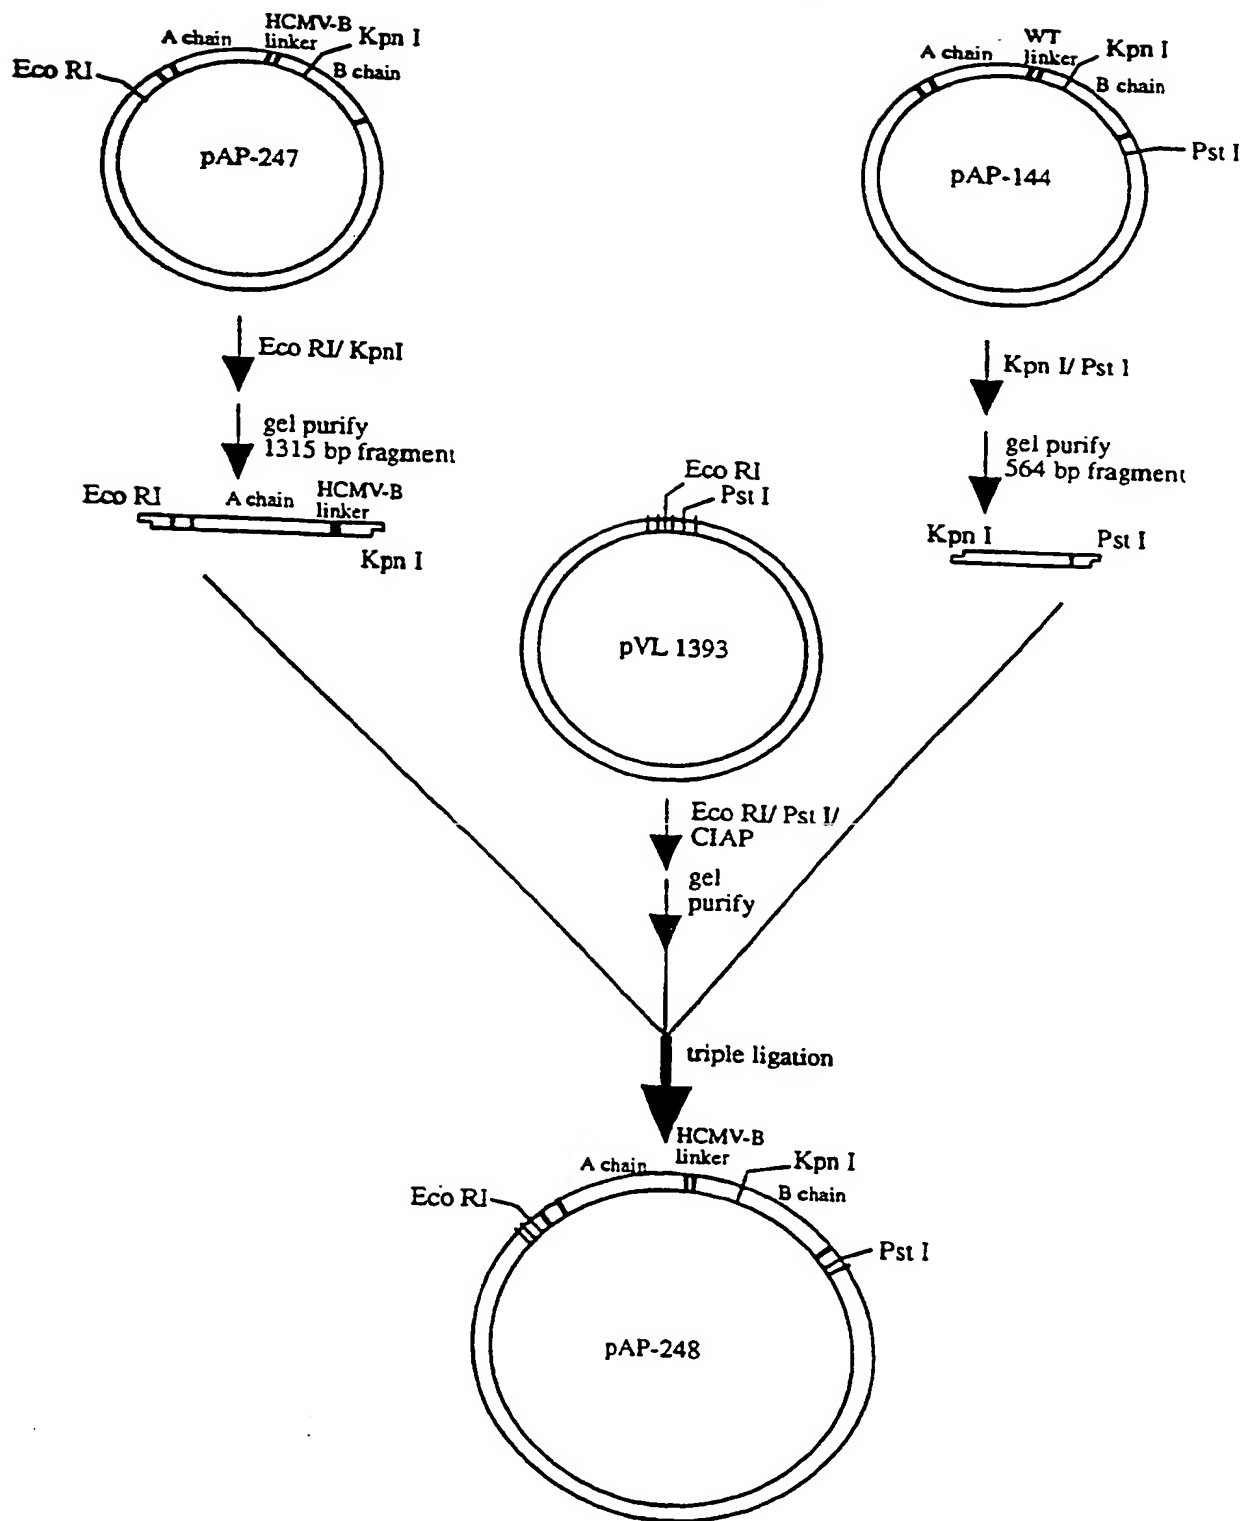 HCMV-B
linker
A chain
Kpn I
Eco RI
B chain
pAP-247
WT
linker
A chain
Kpn I
B chain
Pst I
pAP-144
Eco RI/ KpnI
gel purify
1315 bp fragment
Eco RI
A chain
HCMV-B
linker
Kpn I
Kpn I/ Pst I
gel purify
564 bp fragment
Kpn I
Pst I
Eco RI
Pst I
pVL 1393
Eco RI/ Pst I/
CIAP
gel
purify
triple ligation
HCMV-B
linker
A chain
Kpn I
Eco RI
B chain
Pst I
pAP-248